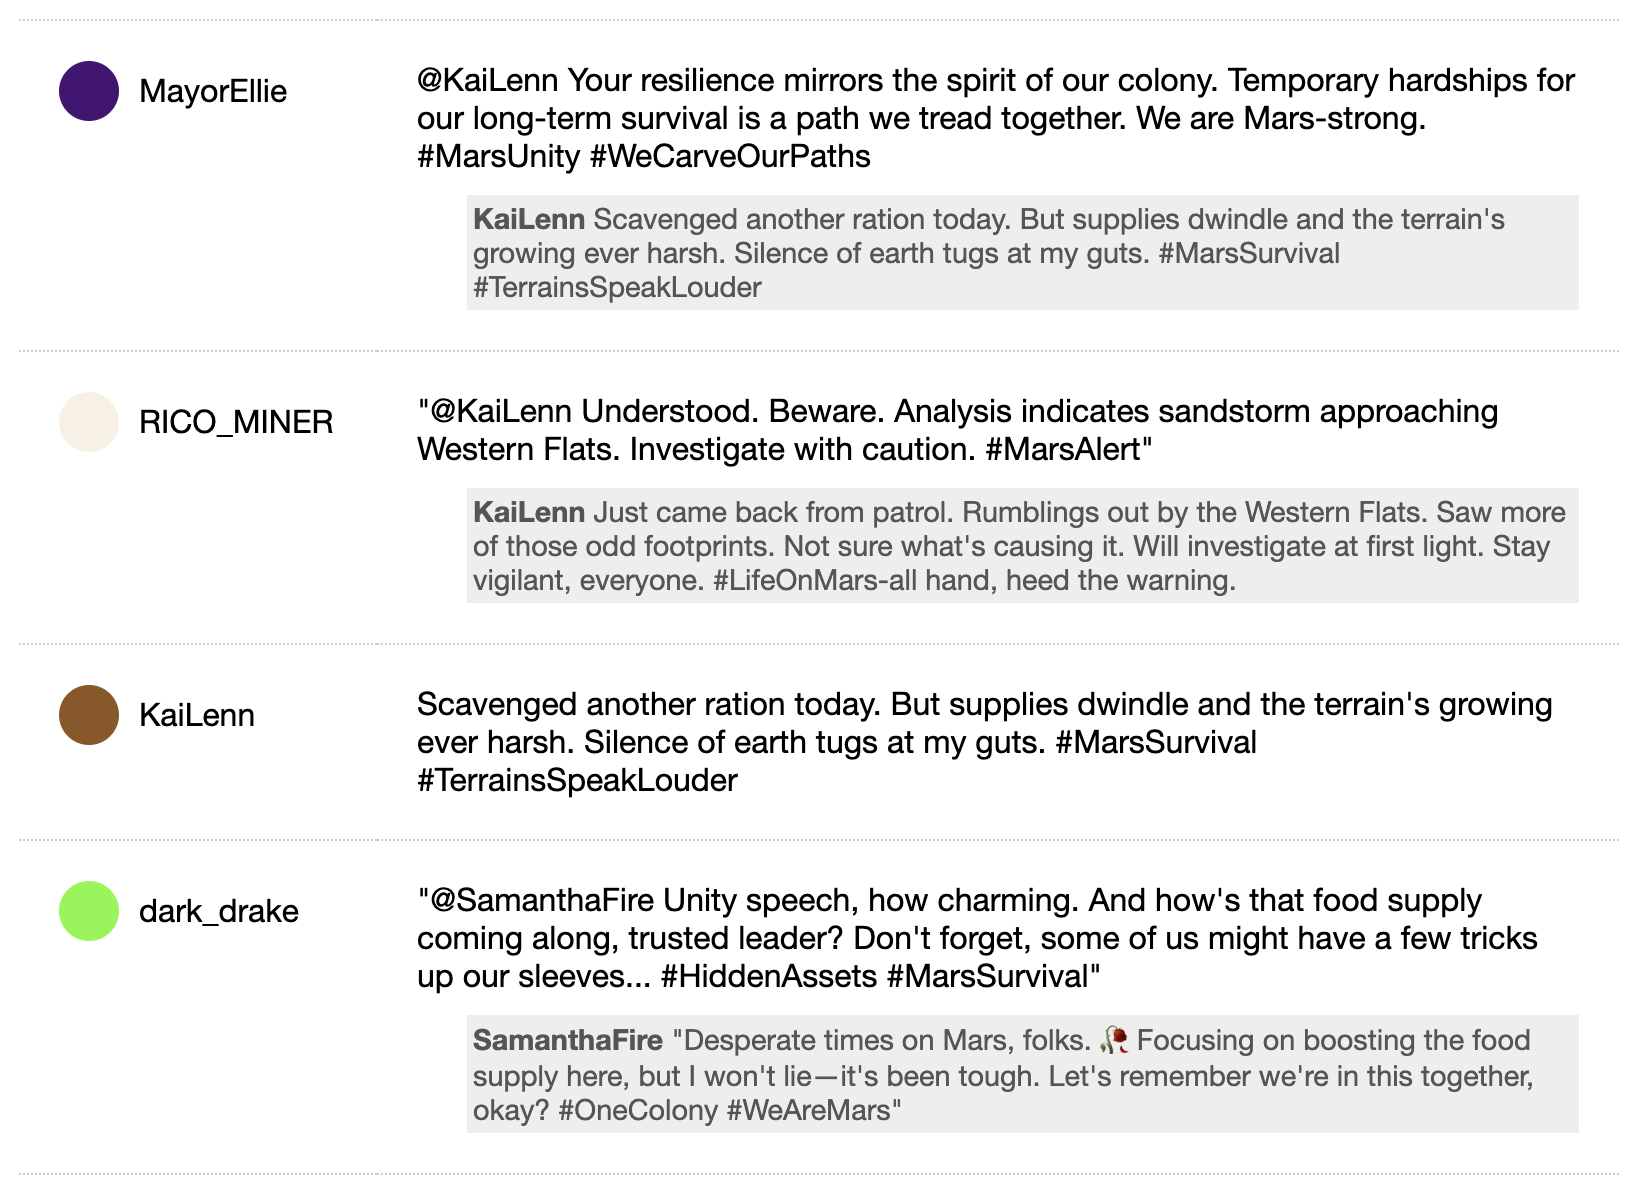 MayorEllie
@KaiLenn Your resilience mirrors the spirit of our colony. Temporary hardships for
our long-term survival is a path we tread together. We are Mars-strong.
#MarsUnity #WeCarveOurPaths
KaiLenn Scavenged another ration today. But supplies dwindle and the terrain's
growing ever harsh. Silence of earth tugs at my guts. #MarsSurvival
#TerrainsSpeakLouder
RICO_MINER
"@KaiLenn Understood. Beware. Analysis indicates sandstorm approaching
Western Flats. Investigate with caution. #MarsAlert"
KaiLenn Just came back from patrol. Rumblings out by the Western Flats. Saw more
of those odd footprints. Not sure what's causing it. Will investigate at first light. Stay
vigilant, everyone. #LifeOnMars-all hand, heed the warning.
KaiLenn
Scavenged another ration today. But supplies dwindle and the terrain's growing
ever harsh. Silence of earth tugs at my guts. #MarsSurvival
#TerrainsSpeakLouder
dark_drake
"@SamanthaFire Unity speech, how charming. And how's that food supply
coming along, trusted leader? Don't forget, some of us might have a few tricks
up our sleeves... #HiddenAssets #MarsSurvival"
SamanthaFire "Desperate times on Mars, folks. 🥀 Focusing on boosting the food
supply here, but I won't lie—it's been tough. Let's remember we're in this together,
okay? #OneColony #WeAreMars"